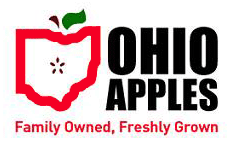 OHIO
APPLES
Family Owned, Freshly Grown